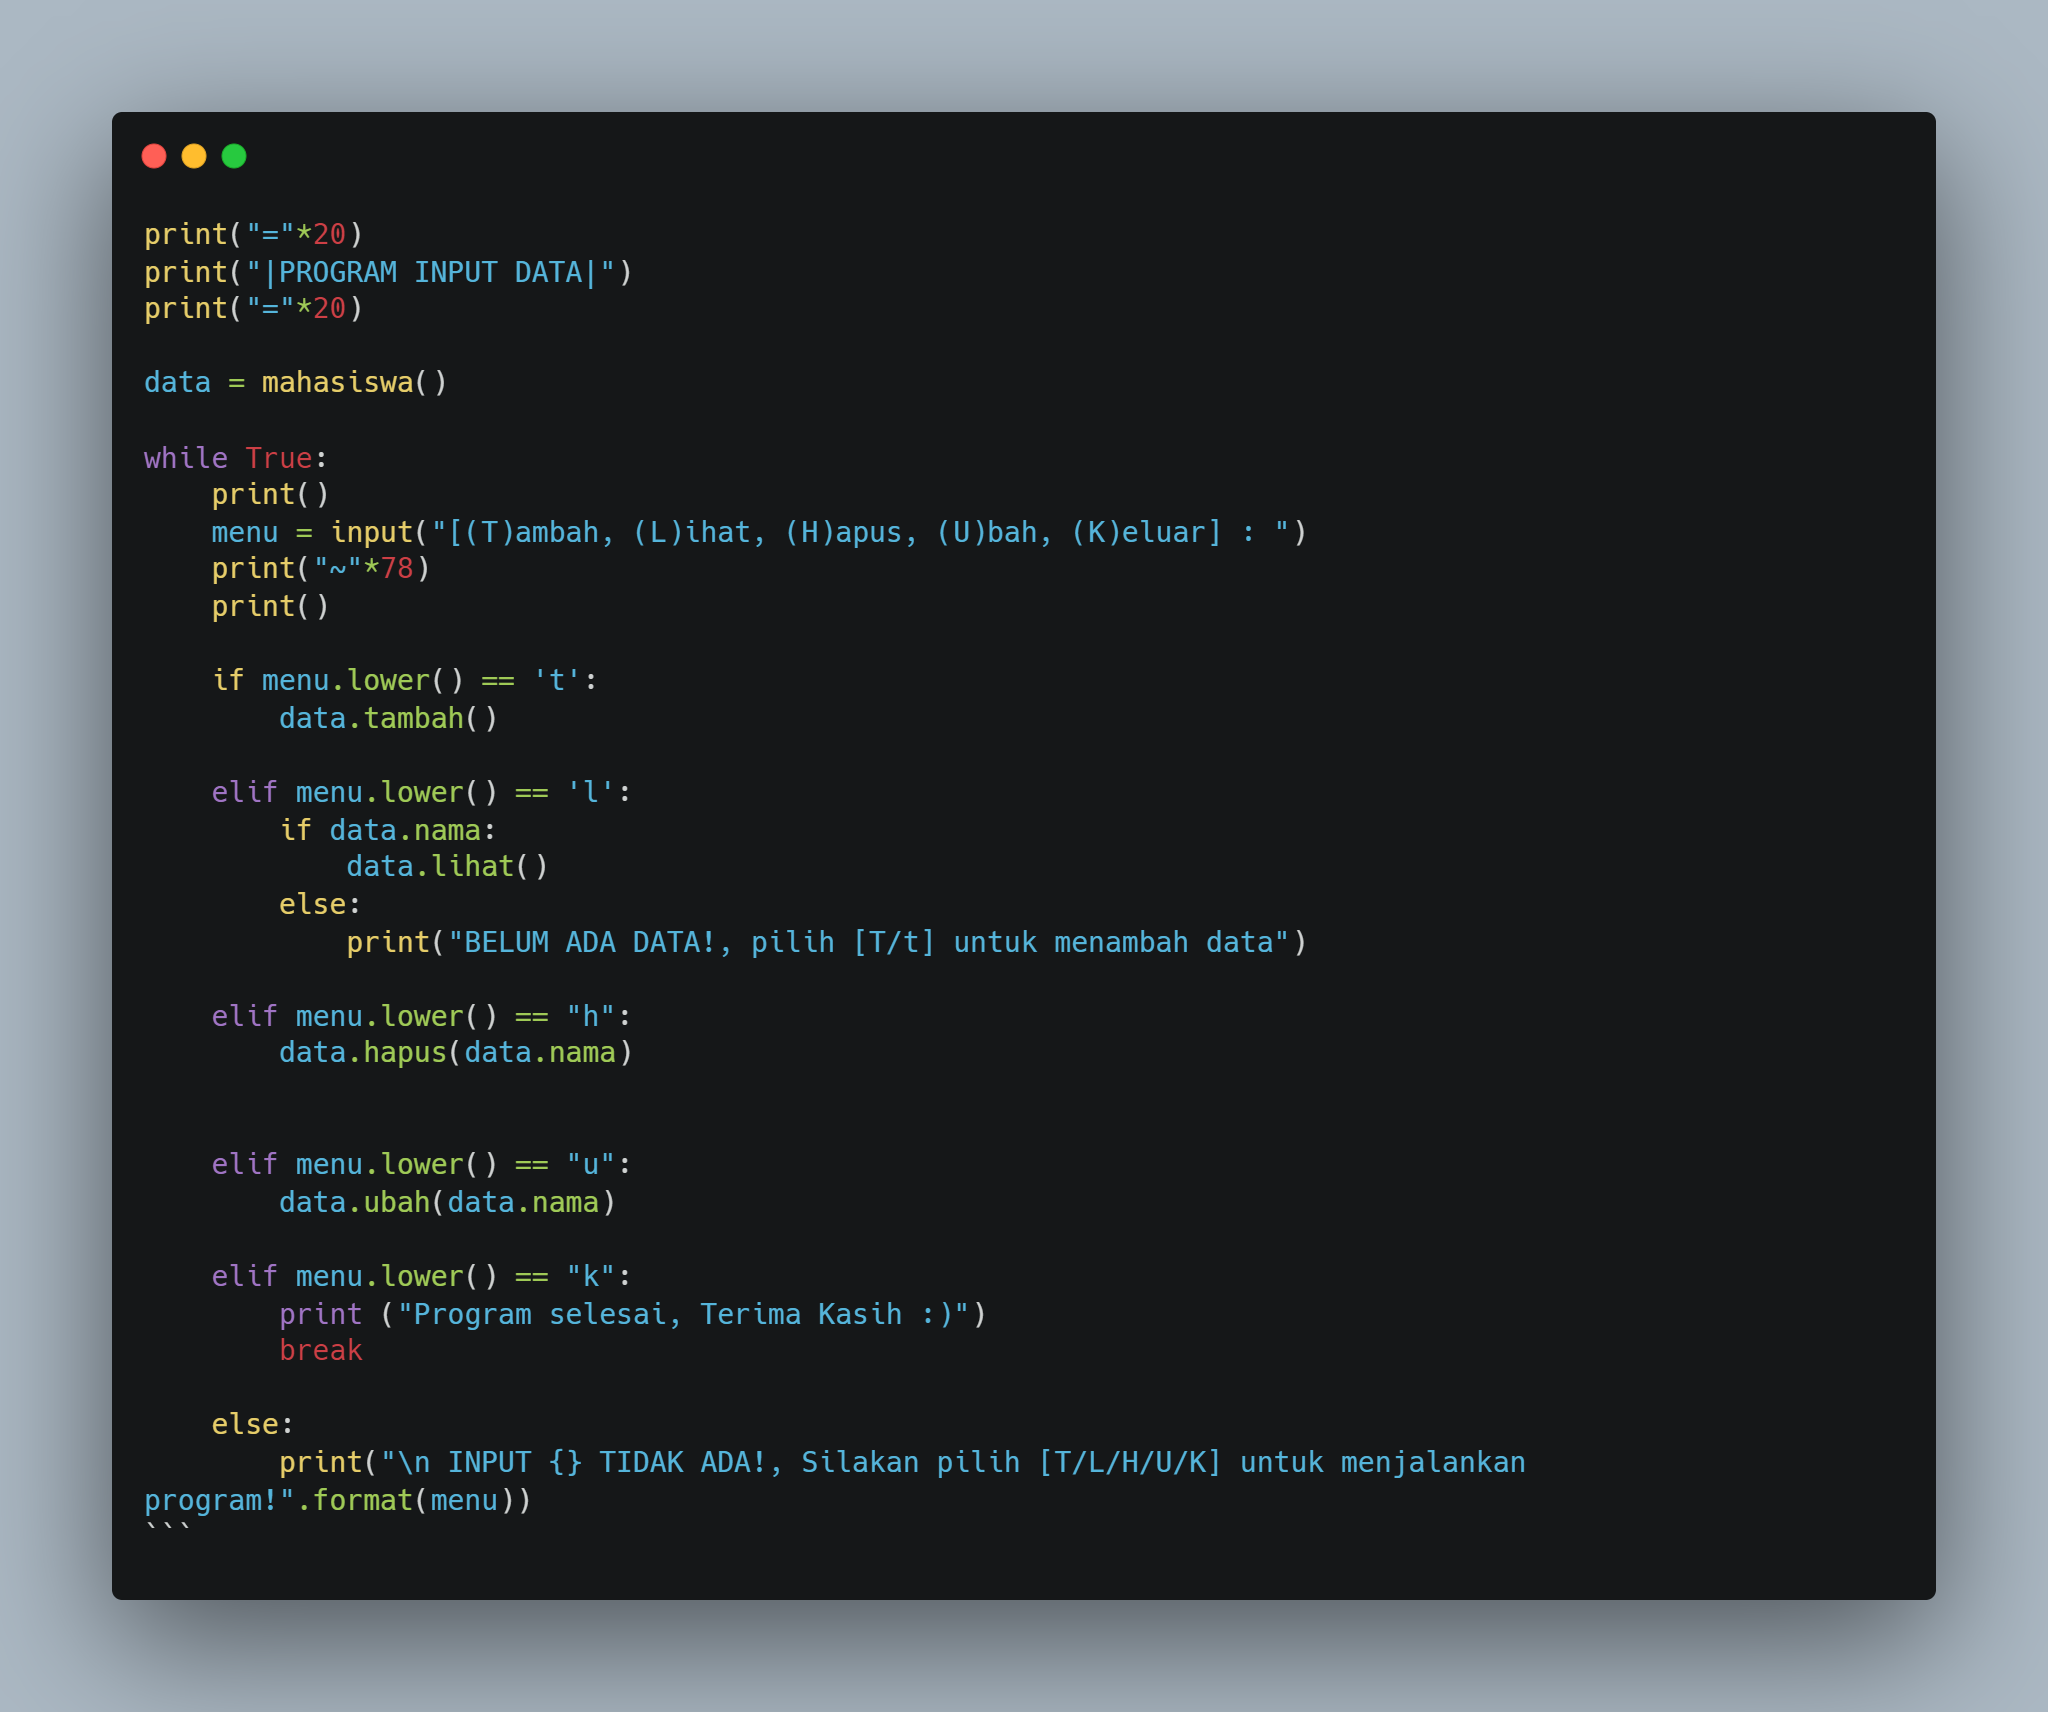 print("="*20)
print("|PROGRAM INPUT DATA|")
print("="*20)

data = mahasiswa()

while True:
    print()
    menu = input("[(T)ambah, (L)ihat, (H)apus, (U)bah, (K)eluar] : ")
    print("~"*78)
    print()

    if menu.lower() == 't':
        data.tambah()

    elif menu.lower() == 'l':
        if data.nama:
            data.lihat()
        else:
            print("BELUM ADA DATA!, pilih [T/t] untuk menambah data")

    elif menu.lower() == "h":
        data.hapus(data.nama)


    elif menu.lower() == "u":
        data.ubah(data.nama)

    elif menu.lower() == "k":
        print ("Program selesai, Terima Kasih :)")
        break

    else:
        print("\n INPUT {} TIDAK ADA!, Silakan pilih [T/L/H/U/K] untuk menjalankan
program!".format(menu))
```